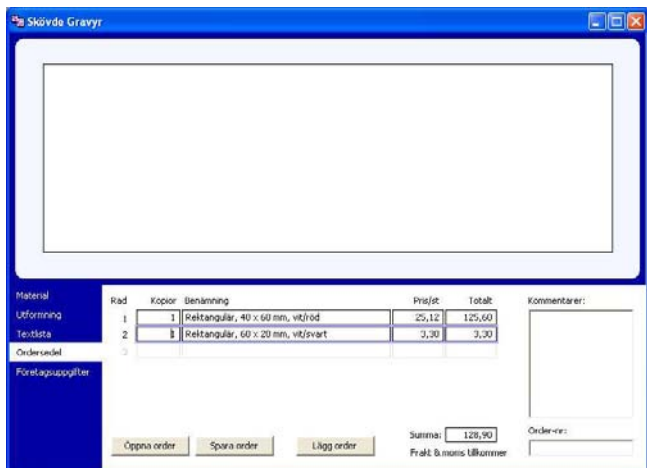 Skövde Gravyr
Material
Utformning
Textlista
Ordersedel
Företagsuppgifter
Rad Kopior Benämning Pris/st Totalt Kommentarer:
1 1 Rektangulär, 40 x 60 mm, vit/röd 25,12 125,60
2 1 Rektangulär, 60 x 20 mm, vit/svart 3,30 3,30
3
Summa: 128,90
Frakt & moms tillkommer
Order-nr:
Öppna order Spara order Lägg order